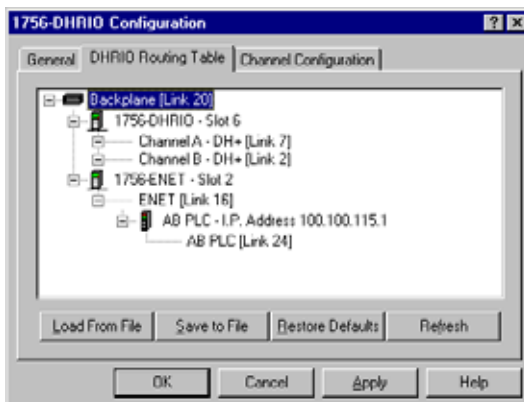 1756-DHRIO Configuration
General DHRIO Routing Table Channel Configuration
Backplane [Link 20]
1756-DHRIO - Slot 6
Channel A - DH+ [Link 7]
Channel B - DH+ [Link 2]
1756-ENET - Slot 2
ENET [Link 16]
AB PLC - I.P. Address 100.100.115.1
AB PLC [Link 24]
Load From File Save to File Restore Defaults Refresh
OK Cancel Apply Help